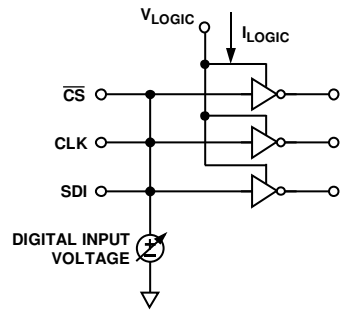 VLOGIC
ILOGIC
CS
CLK
SDI
DIGITAL INPUT
VOLTAGE